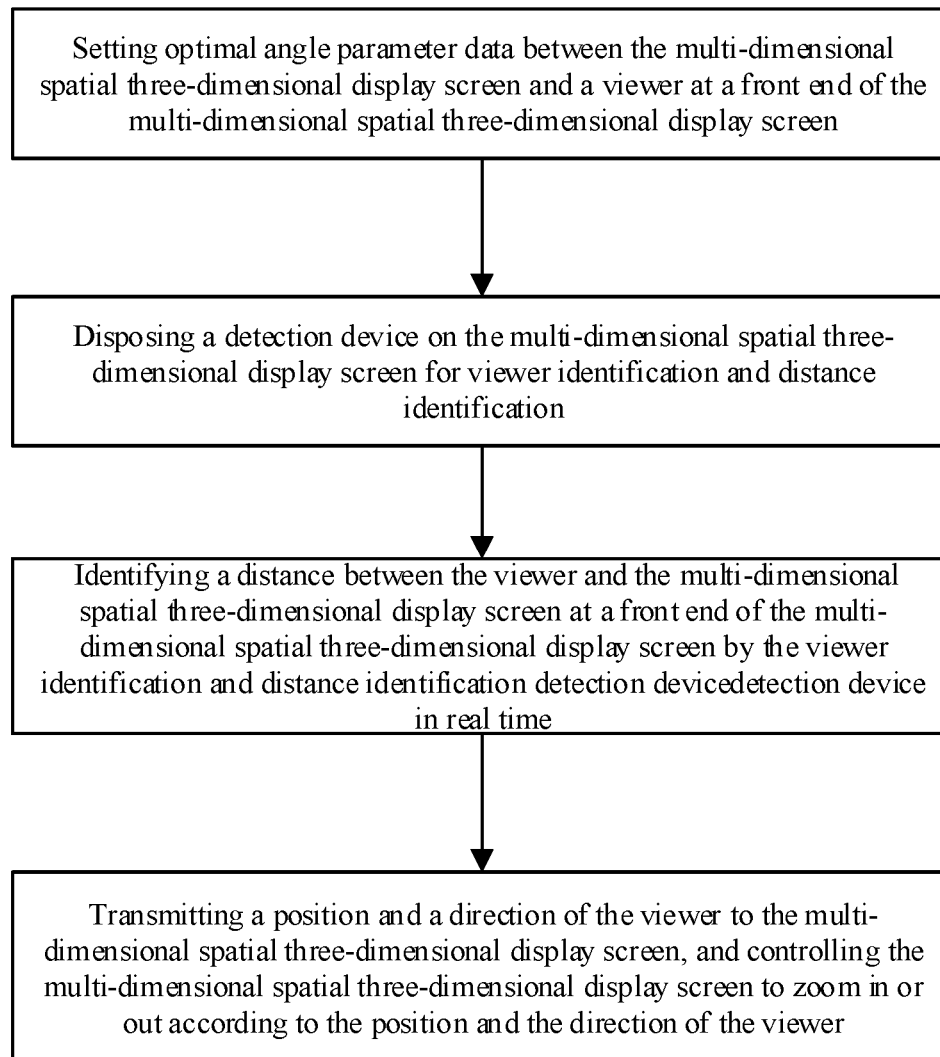 Setting optimal angle parameter data between the multi-dimensional
spatial three-dimensional display screen and a viewer at a front end of the
multi-dimensional spatial three-dimensional display screen
Disposing a detection device on the multi-dimensional spatial three-
dimensional display screen for viewer identification and distance
identification
Identifying a distance between the viewer and the multi-dimensional
spatial three-dimensional display screen at a front end of the multi-
dimensional spatial three-dimensional display screen by the viewer
identification and distance identification detection devicedetection device
in real time
Transmitting a position and a direction of the viewer to the multi-
dimensional spatial three-dimensional display screen, and controlling the
multi-dimensional spatial three-dimensional display screen to zoom in or
out according to the position and the direction of the viewer